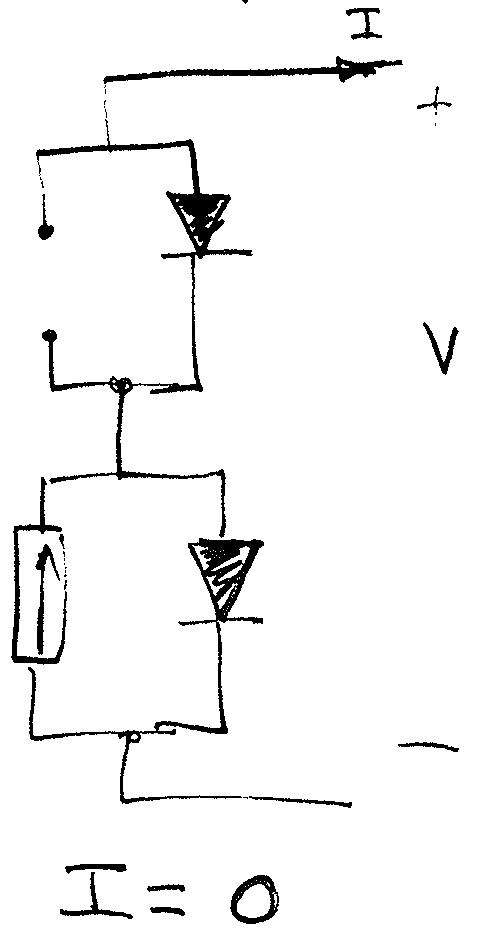 I
+
V
−
I = 0